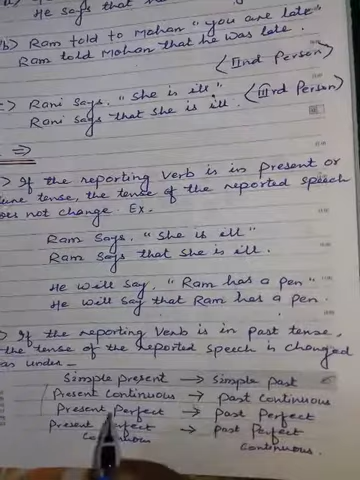 He says that he
b) Ram told to Mohan "you are late"
Ram told Mohan that he was late.
(IInd Person)
c) Rani says, "She is ill"
Rani says that she is ill. (IIIrd Person)
⇒
) If the reporting verb is in present or
ture tense, the tense of the reported speech
oes not change. Ex.
Ram says, "She is ill"
Ram says that she is ill.
He will say, "Ram has a pen"
He will say that Ram has a pen.
) If the reporting verb is in past tense,
the tense of the reported speech is changed
as under-
Simple present → Simple past
Present Continuous → past Continuous
Present Perfect → Past Perfect
Present Perfect → past Perfect
Continuous Continuous.